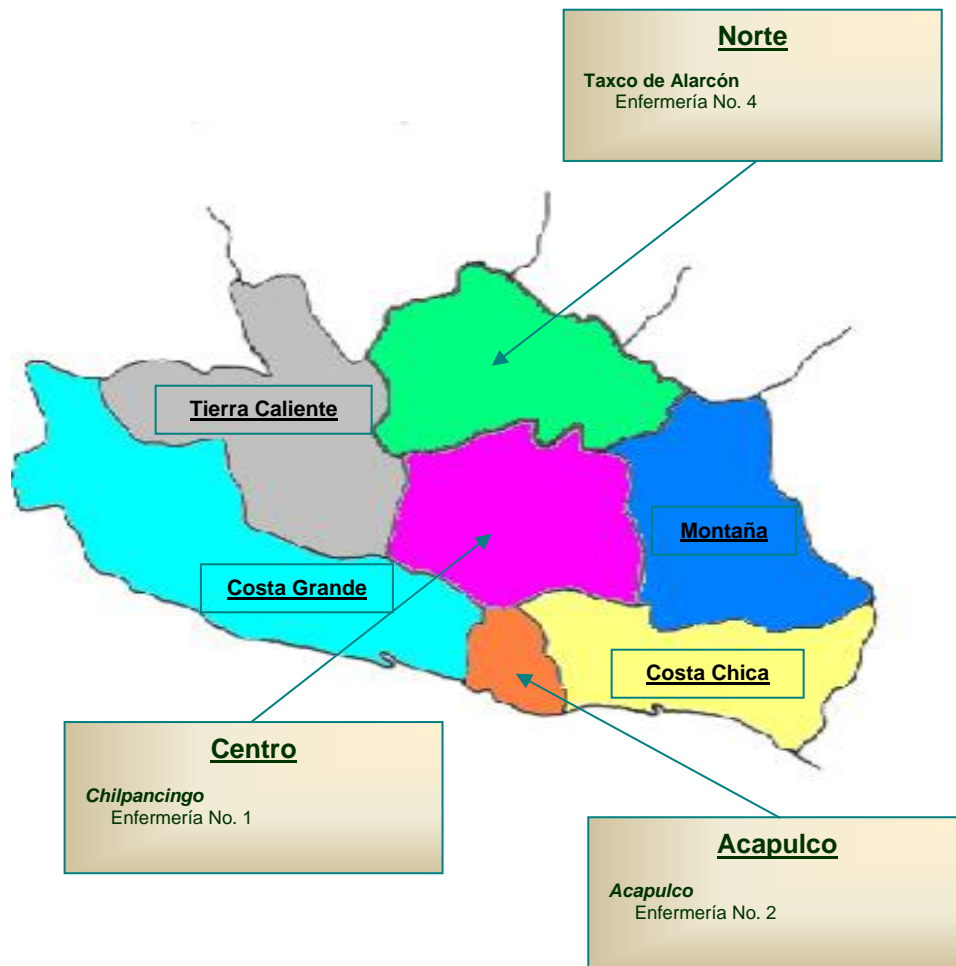 Norte
Taxco de Alarcón
Enfermería No. 4
Tierra Caliente
Montaña
Costa Grande
Costa Chica
Centro
Chilpancingo
Enfermería No. 1
Acapulco
Acapulco
Enfermería No. 2